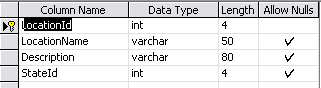 Column Name Data Type Length Allow Nulls
LocationId int 4
LocationName varchar 50
Description varchar 80
StateId int 4